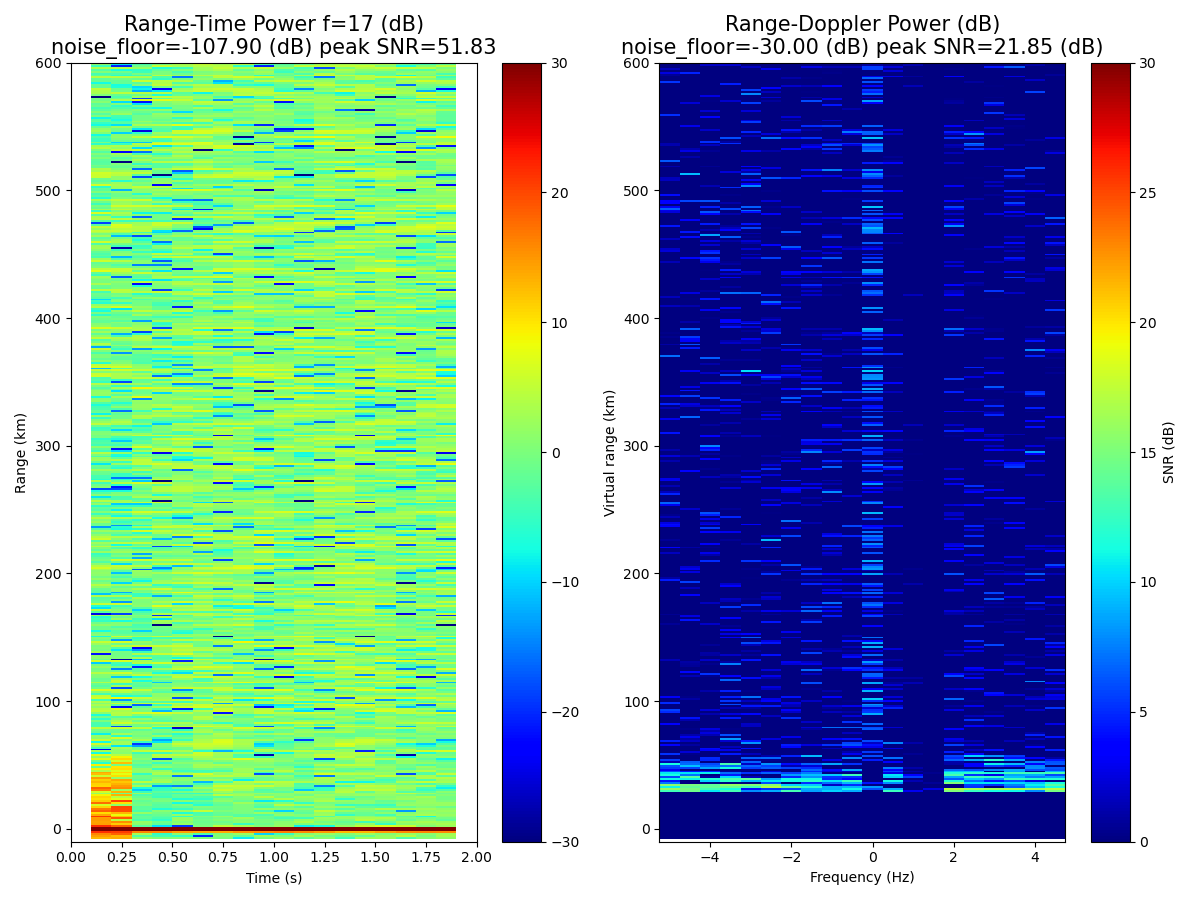 Range-Time Power f=17 (dB)
noise_floor=-107.90 (dB) peak SNR=51.83
600
500
400
300
200
100
0
Range (km)
0.00 0.25 0.50 0.75 1.00 1.25 1.50 1.75 2.00
Time (s)
30
20
10
0
−10
−20
−30
Range-Doppler Power (dB)
noise_floor=-30.00 (dB) peak SNR=21.85 (dB)
600
500
400
300
200
100
0
Virtual range (km)
−4 −2 0 2 4
Frequency (Hz)
30
25
20
15
10
5
0
SNR (dB)